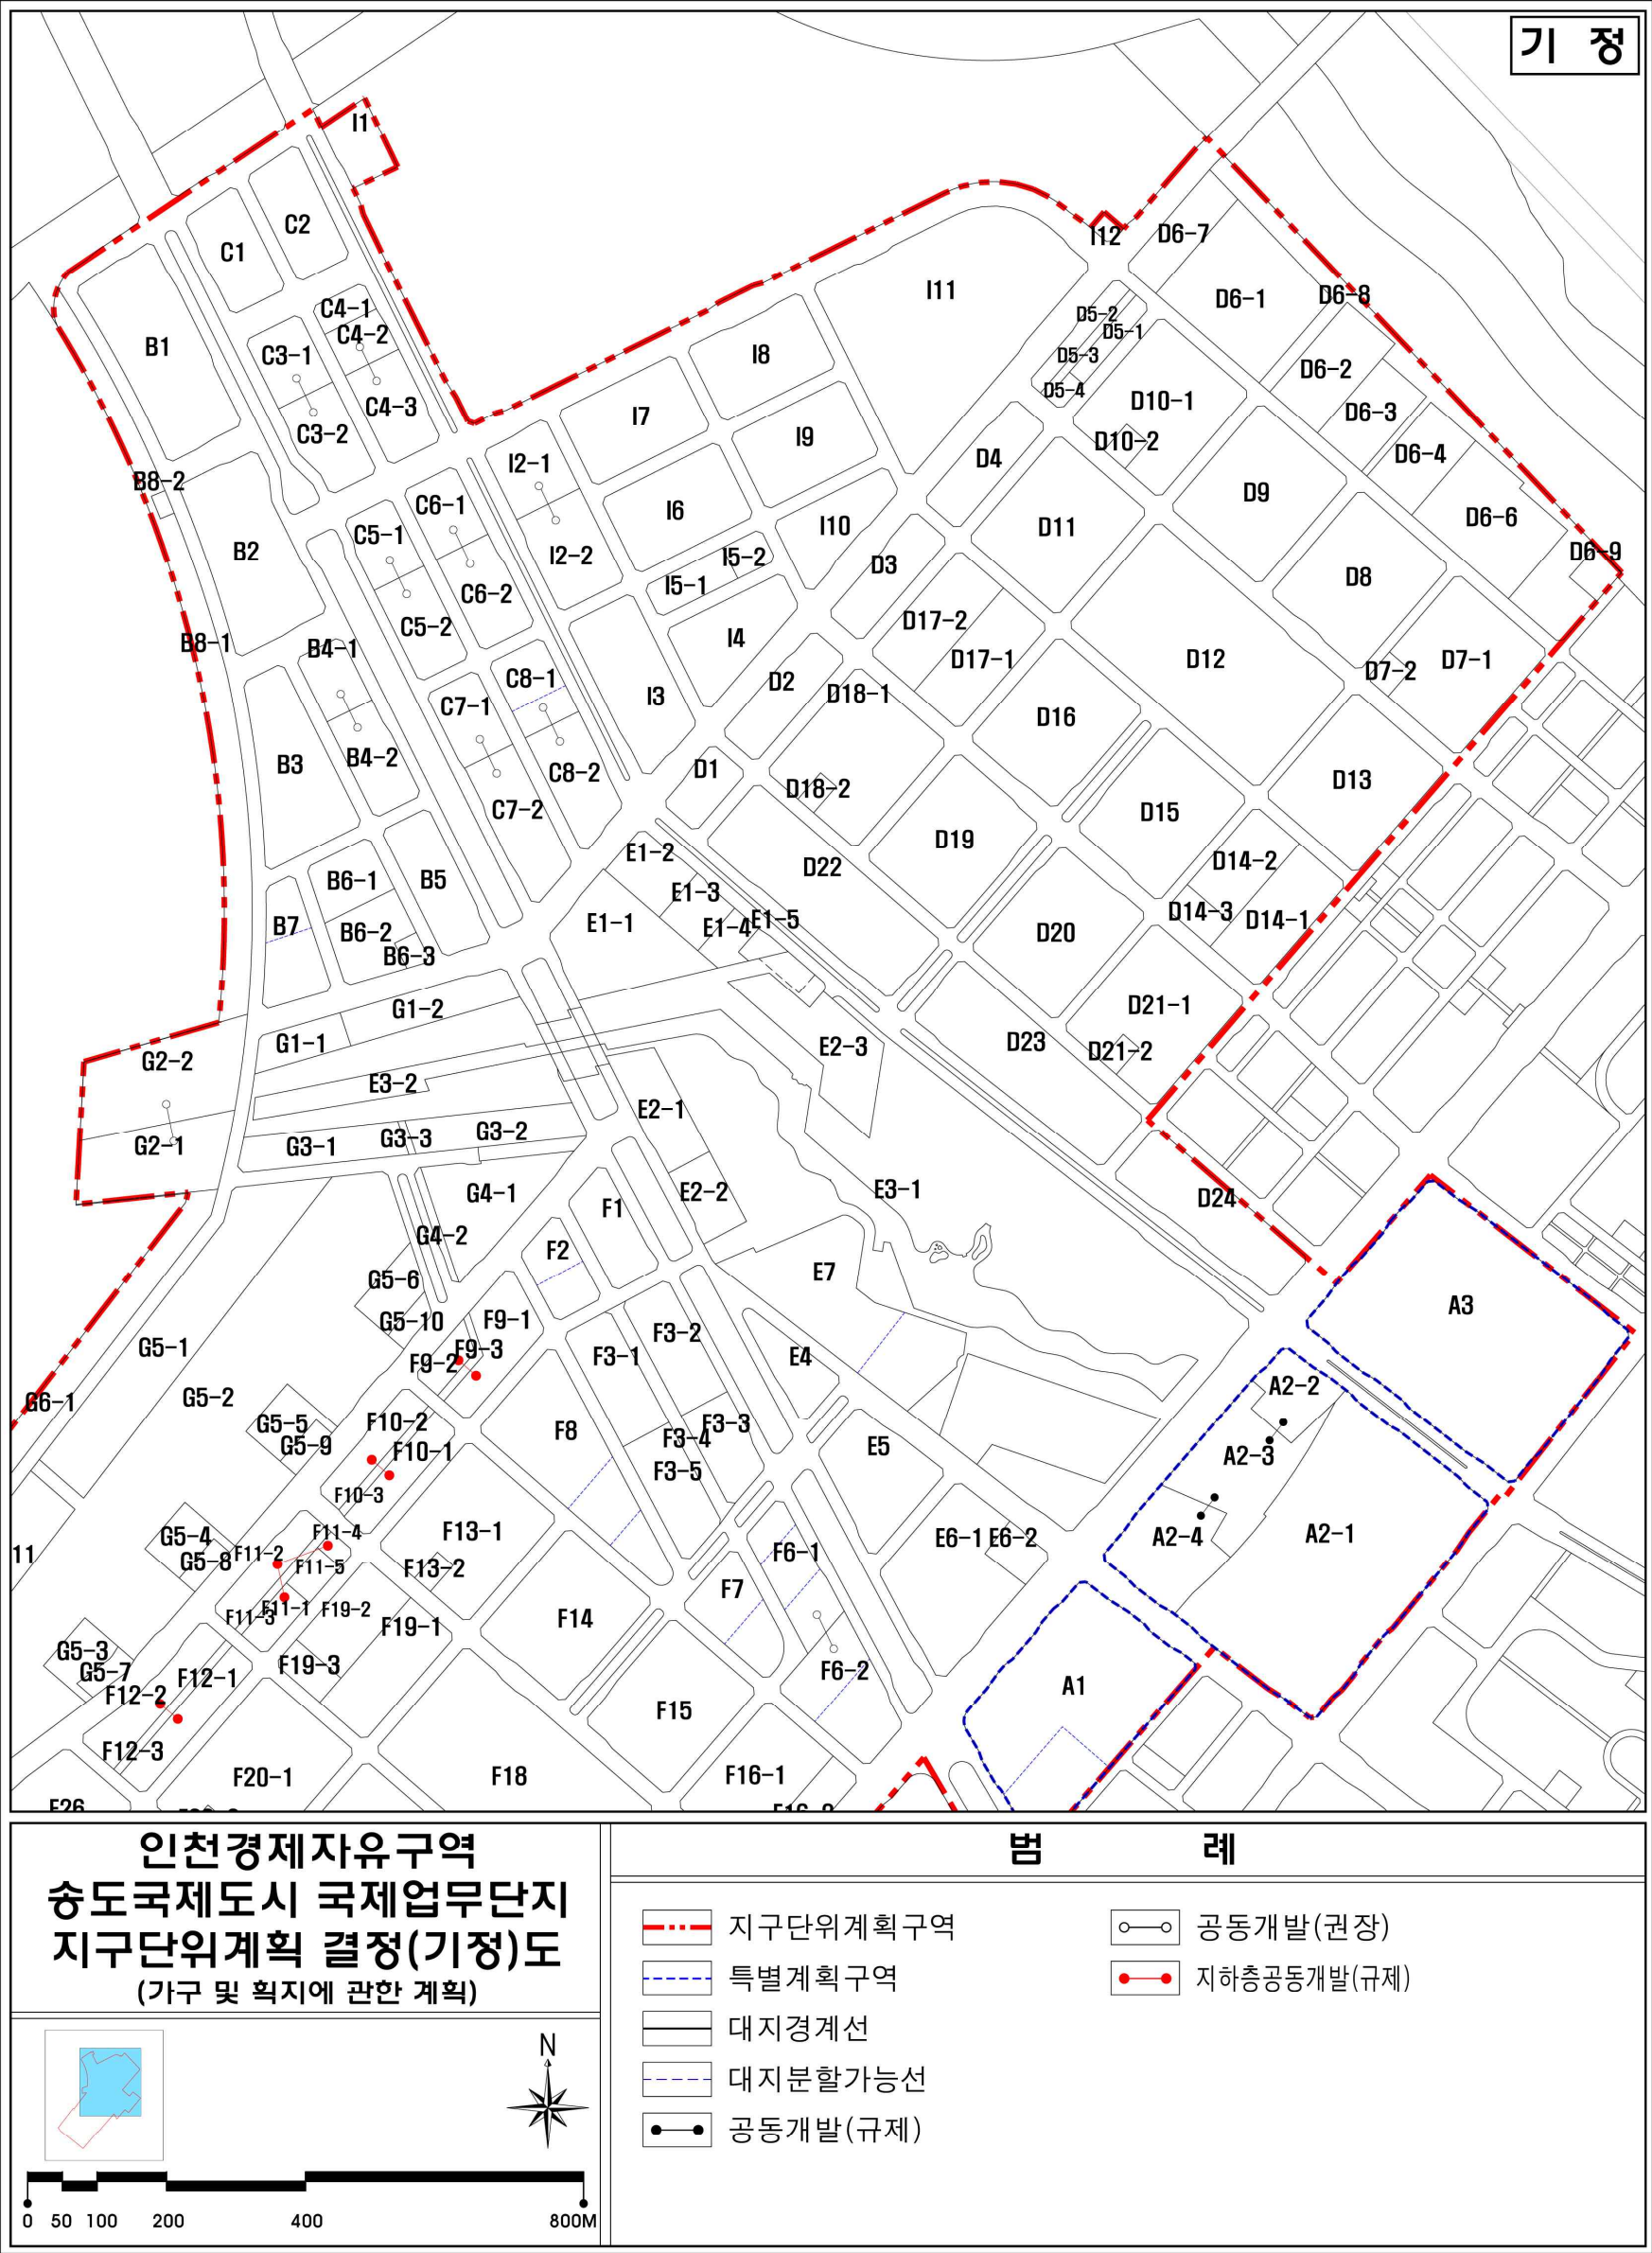 기 정
I1
C2
C1
I12
D6-7
I11
D6-1
D6-8
C4-1
D5-2
C4-2
D5-1
B1
C3-1
I8
D5-3
D6-2
D5-4
C4-3
D10-1
I7
D6-3
C3-2
I9
D10-2
D6-4
I2-1
D4
B8-2
D9
C6-1
I6
D6-6
C5-1
I10
D11
B2
I2-2
I5-2
D6-9
D3
I5-1
D8
C6-2
D17-2
C5-2
B8-1
I4
B4-1
D17-1
D12
D7-1
D7-2
C8-1
D2
D18-1
I3
C7-1
D16
B4-2
B3
D1
C8-2
D13
D18-2
C7-2
D15
D19
E1-2
D22
D14-2
B6-1
B5
E1-3
D14-3
E1-5
D14-1
E1-1
B7
E1-4
B6-2
D20
B6-3
D21-1
G1-2
G1-1
D23
E2-3
D21-2
G2-2
E3-2
E2-1
G3-2
G3-3
G2-1
G3-1
E3-1
G4-1
E2-2
D24
F1
G4-2
F2
E7
G5-6
A3
G5-10
F9-1
F3-2
G5-1
F9-3
F3-1
E4
F9-2
A2-2
G5-2
G6-1
G5-5
F10-2
F3-3
F8
F3-4
G5-9
E5
F10-1
A2-3
F3-5
F10-3
F11-4
F13-1
G5-4
E6-1
E6-2
A2-4
A2-1
11
F11-2
F6-1
G5-8
F11-5
F13-2
F7
F11-1
F19-2
F11-3
F14
F19-1
G5-3
F19-3
G5-7
F12-1
F6-2
A1
F12-2
F15
F12-3
F20-1
F18
F16-1
인천경제자유구역
송도국제도시 국제업무단지
지구단위계획 결정(기정)도
(가구 및 획지에 관한 계획)
N
0 50 100 200 400 800M
범 례
지구단위계획구역
특별계획구역
대지경계선
대지분할가능선
공동개발(규제)
공동개발(권장)
지하층공동개발(규제)